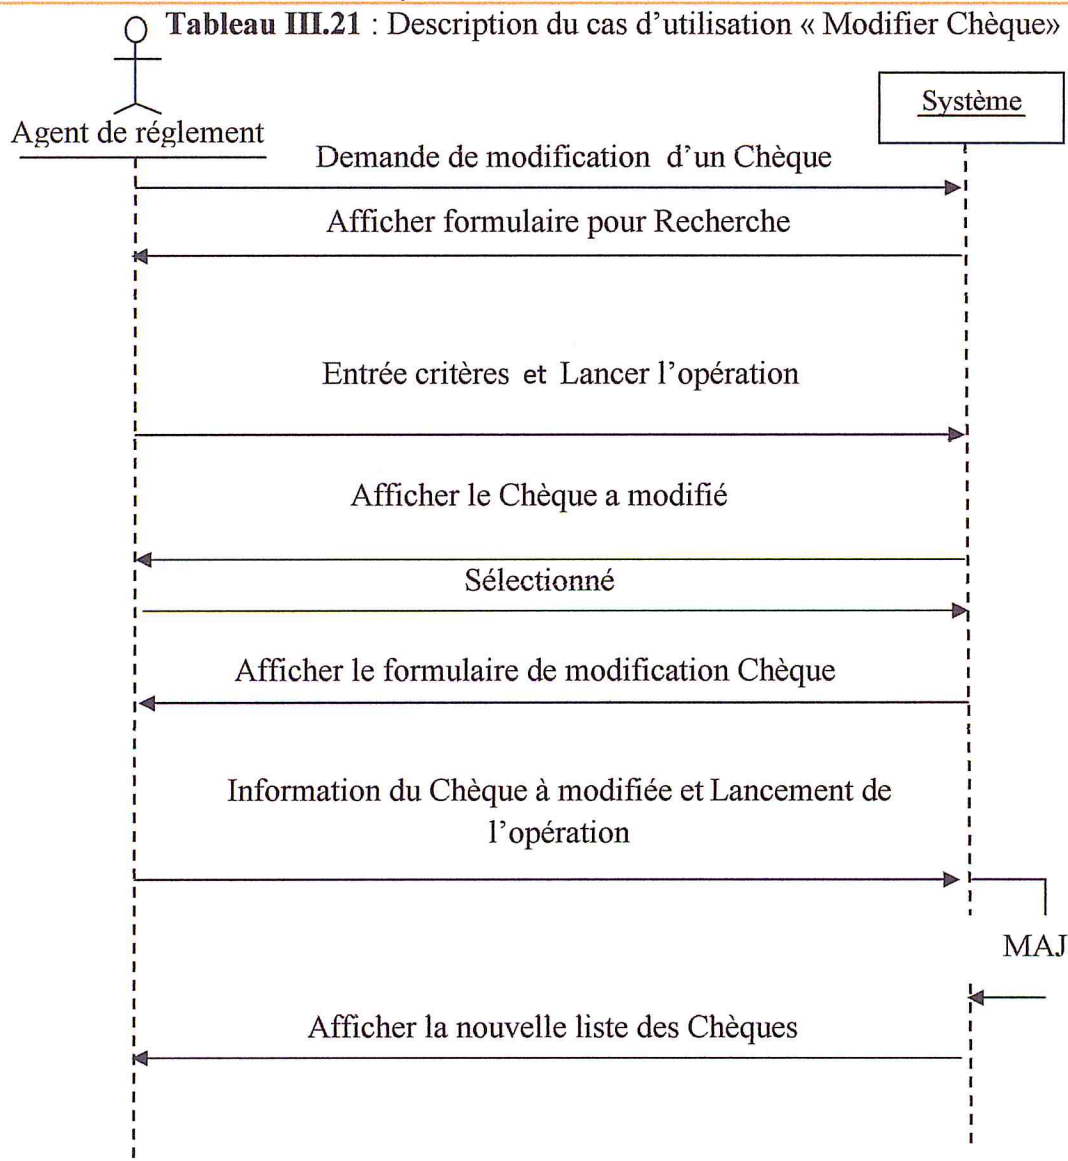 Tableau III.21 : Description du cas d'utilisation « Modifier Chèque»
Système
Agent de réglement
Demande de modification d'un Chèque
Afficher formulaire pour Recherche
Entrée critères et Lancer l'opération
Afficher le Chèque a modifié
Sélectionné
Afficher le formulaire de modification Chèque
Information du Chèque à modifiée et Lancement de
l'opération
MAJ
Afficher la nouvelle liste des Chèques